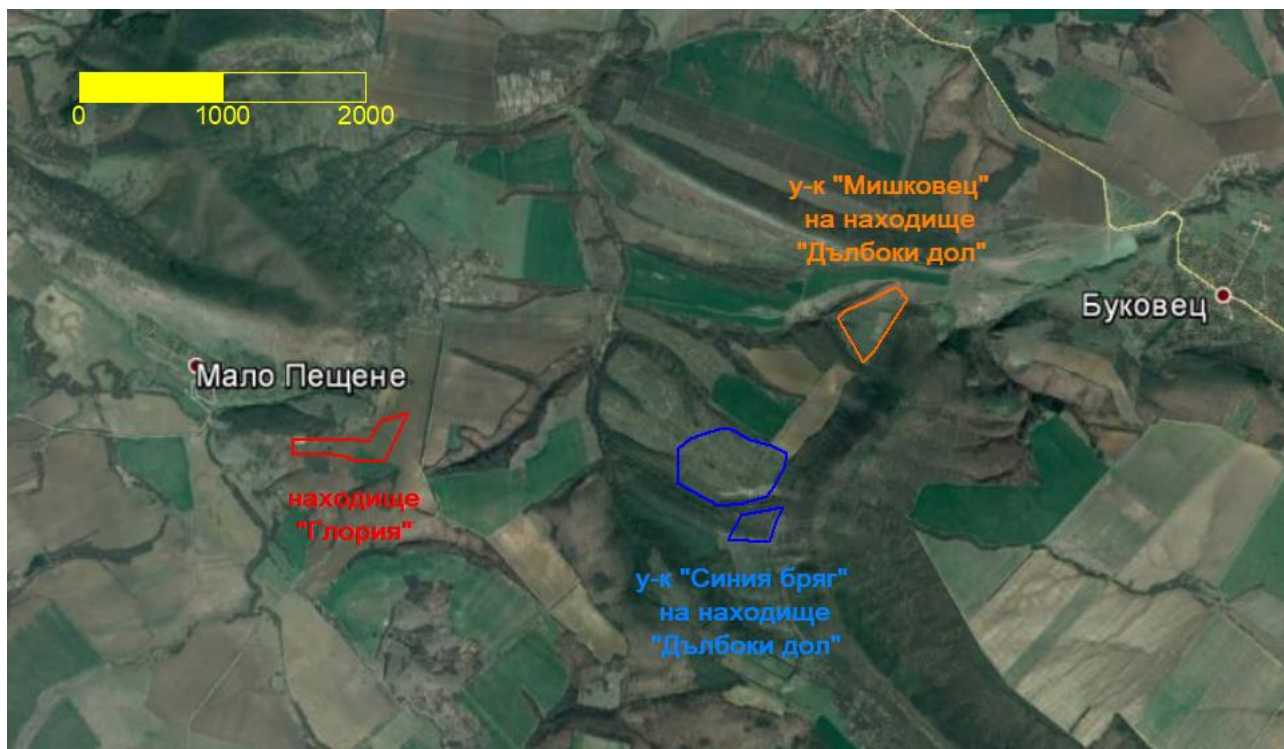 0 1000 2000
у-к "Мишковец"
на находище
"Дълбоки дол"
Буковец
Мало Пещене
находище
"Глория"
у-к "Синия бряг"
на находище
"Дълбоки дол"